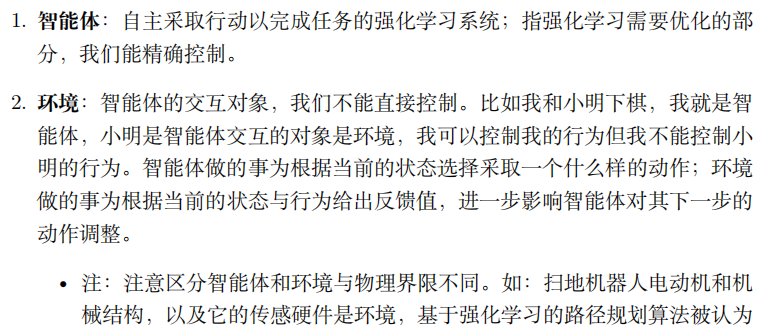 1. 智能体：自主采取行动以完成任务的强化学习系统；指强化学习需要优化的部
分，我们能精确控制。
2. 环境：智能体的交互对象，我们不能直接控制。比如我和小明下棋，我就是智
能体，小明是智能体交互的对象是环境，我可以控制我的行为但我不能控制小
明的行为。智能体做的事为根据当前的状态选择采取一个什么样的动作；环境
做的事为根据当前的状态与行为给出反馈值，进一步影响智能体对其下一步的
动作调整。
• 注：注意区分智能体和环境与物理界限不同。如：扫地机器人电动机和机
械结构，以及它的传感硬件是环境，基于强化学习的路径规划算法被认为